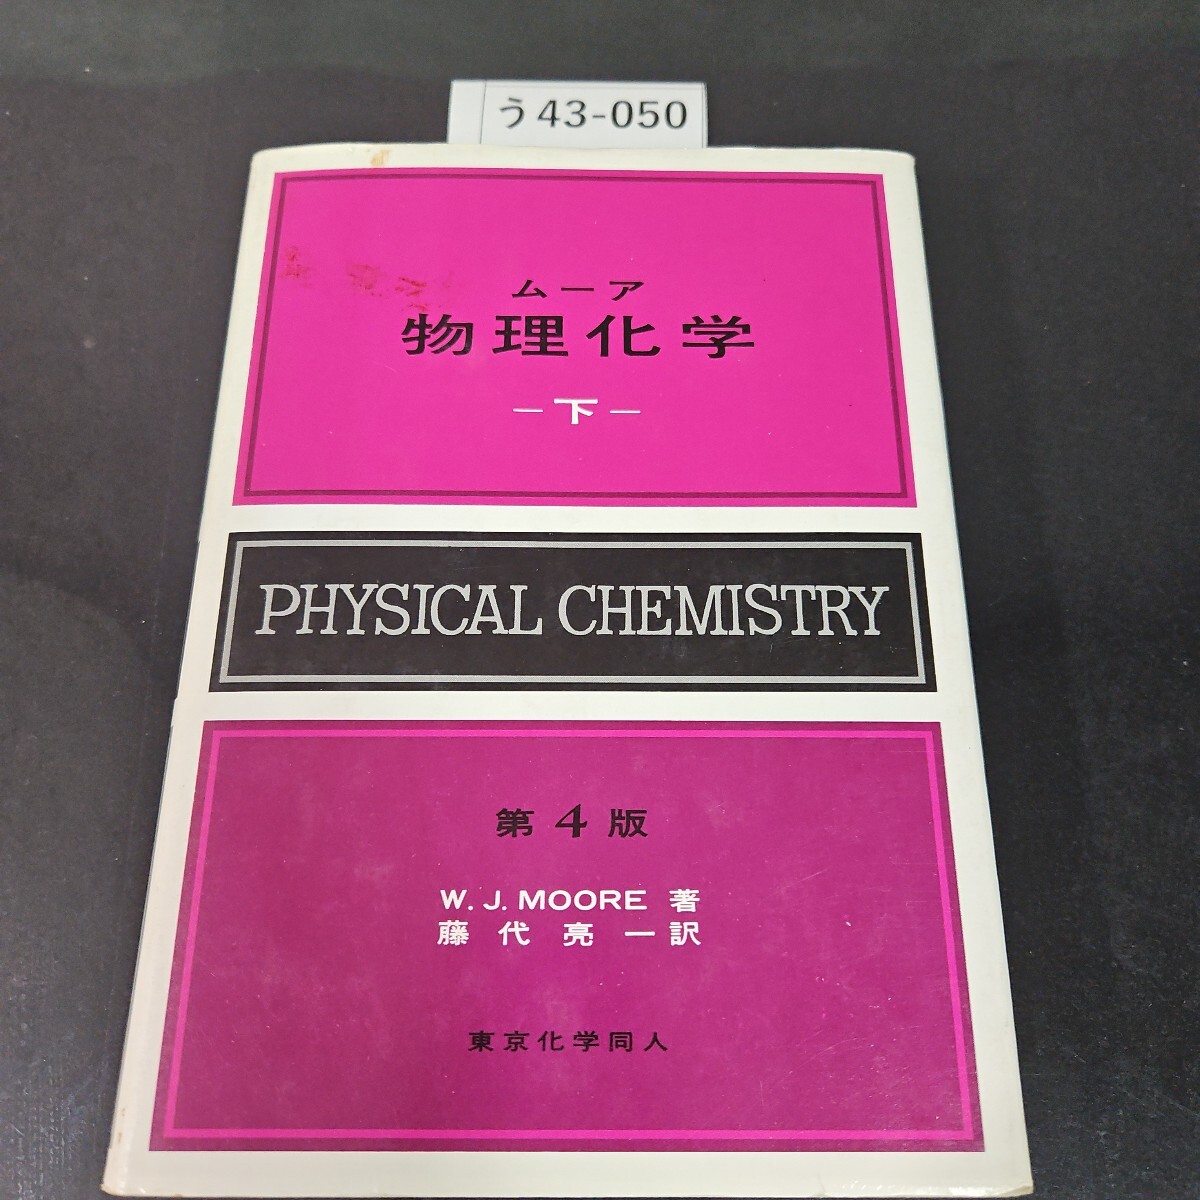 う43-050
ムーア
物理化学
－下－
PHYSICAL CHEMISTRY
第4版
W. J. MOORE 著
藤代亮一訳
東京化学同人